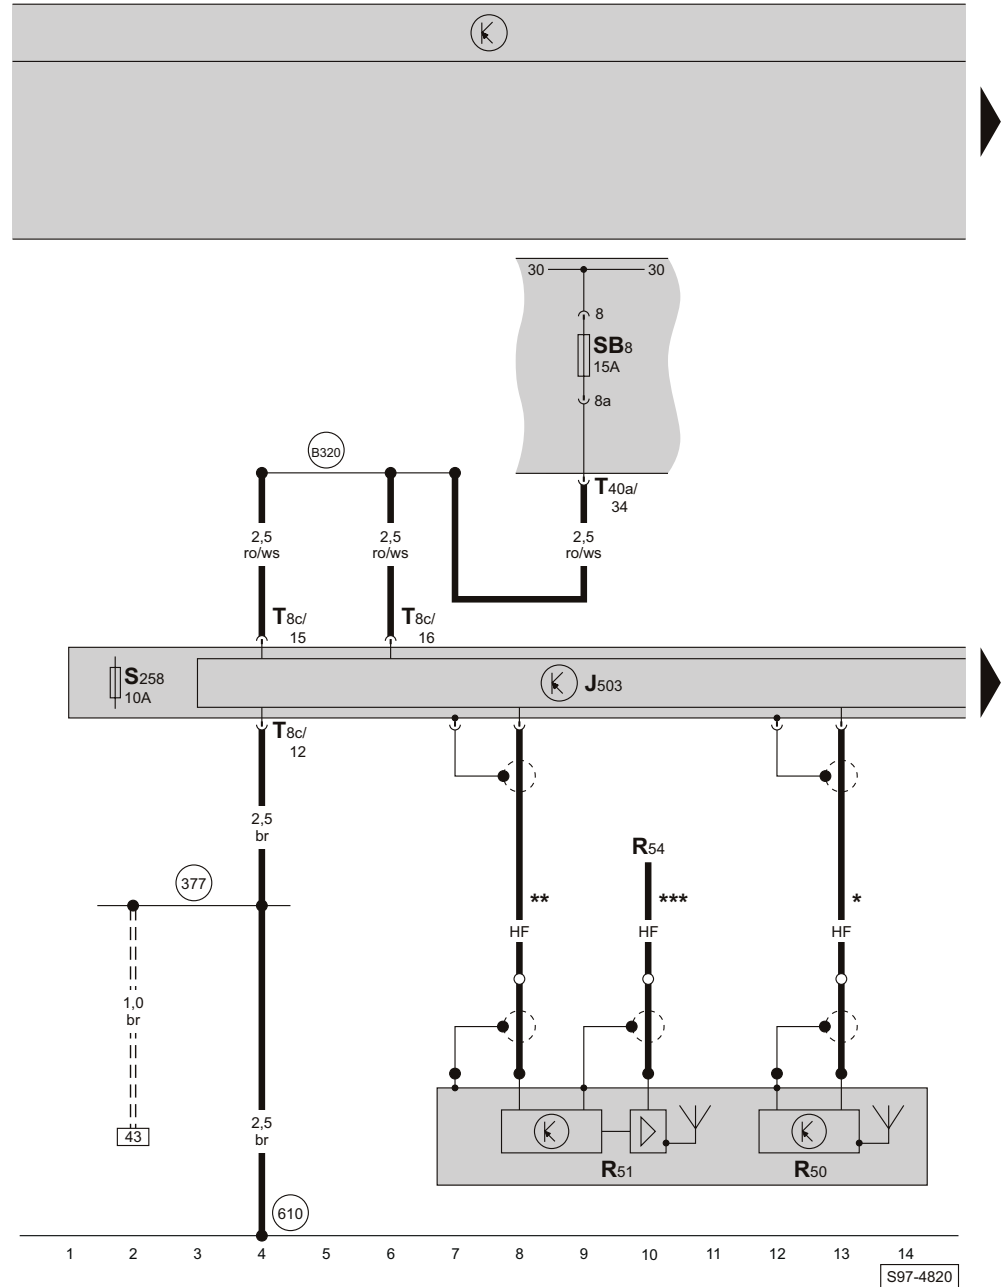 30 30
8
SB8
15A
8a
B320
T40a/
34
2,5 2,5 2,5
ro/ws ro/ws ro/ws
T8c/ T8c/
15 16
S258
10A
J503
T8c/
12
2,5
br
R54
377
** *** *
HF HF HF
1,0
br
2,5
br
43
R51 R50
610
1 2 3 4 5 6 7 8 9 10 11 12 13 14
S97-4820